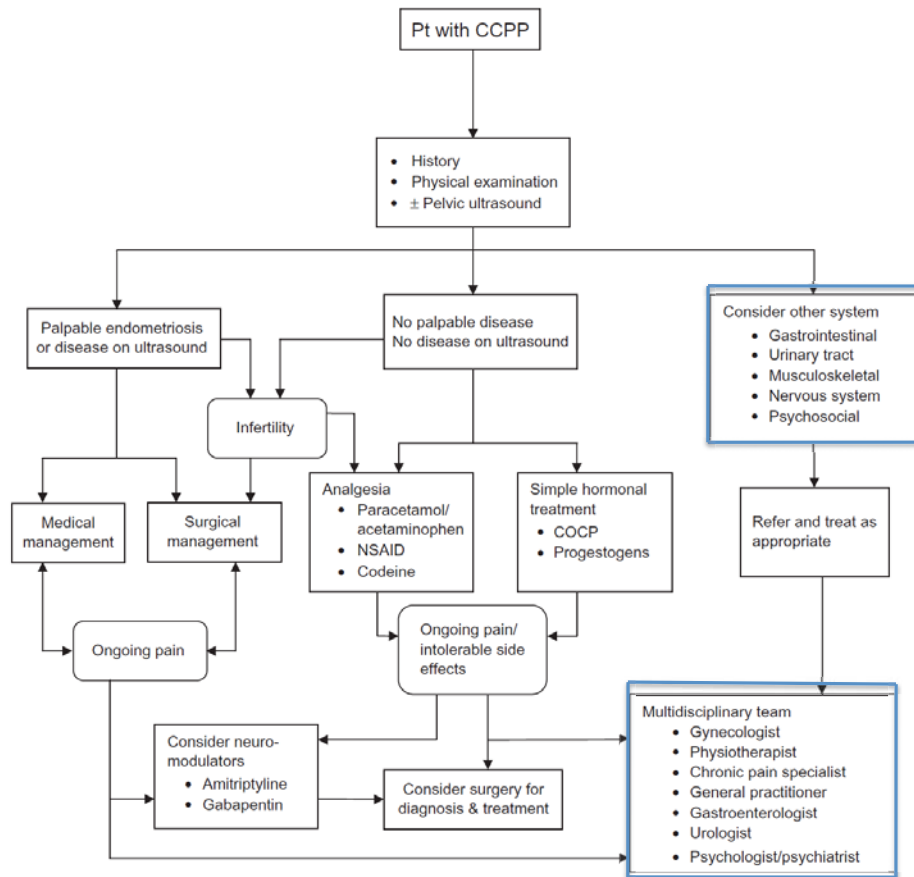 Pt with CCPP
• History
• Physical examination
• ± Pelvic ultrasound
Palpable endometriosis
or disease on ultrasound
No palpable disease
No disease on ultrasound
Consider other system
• Gastrointestinal
• Urinary tract
• Musculoskeletal
• Nervous system
• Psychosocial
Infertility
Medical
management
Surgical
management
Analgesia
• Paracetamol/
acetaminophen
• NSAID
• Codeine
Simple hormonal
treatment
• COCP
• Progestogens
Refer and treat as
appropriate
Ongoing pain
Ongoing pain/
intolerable side
effects
Consider neuro-
modulators
• Amitriptyline
• Gabapentin
Consider surgery for
diagnosis & treatment
Multidisciplinary team
• Gynecologist
• Physiotherapist
• Chronic pain specialist
• General practitioner
• Gastroenterologist
• Urologist
• Psychologist/psychiatrist